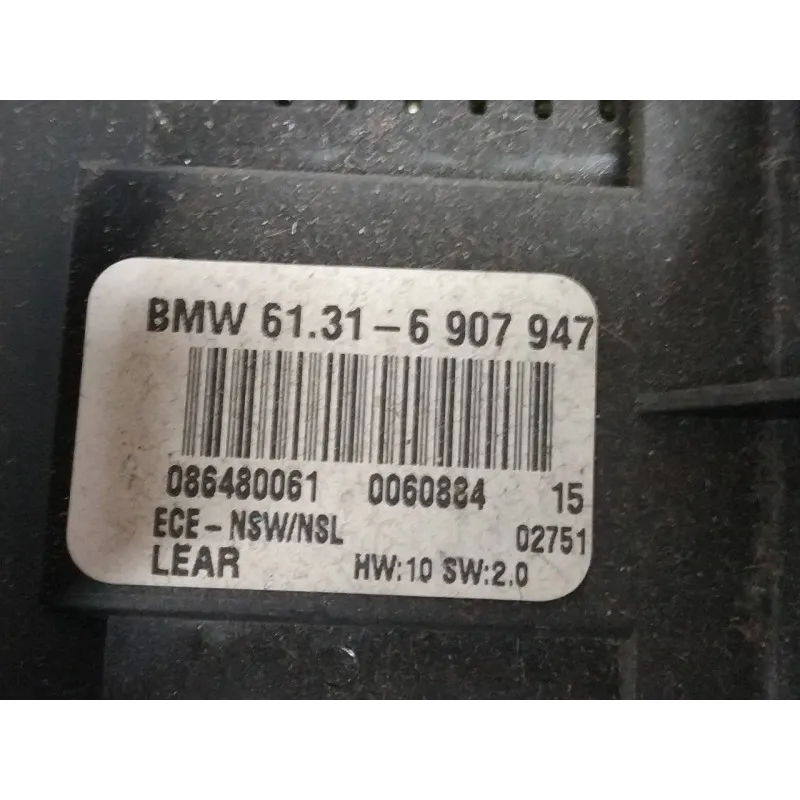 BMW 61.31-6 907 947
086480061 0060884 15
ECE-NSW/NSL 02751
LEAR HW:10 SW:2.0